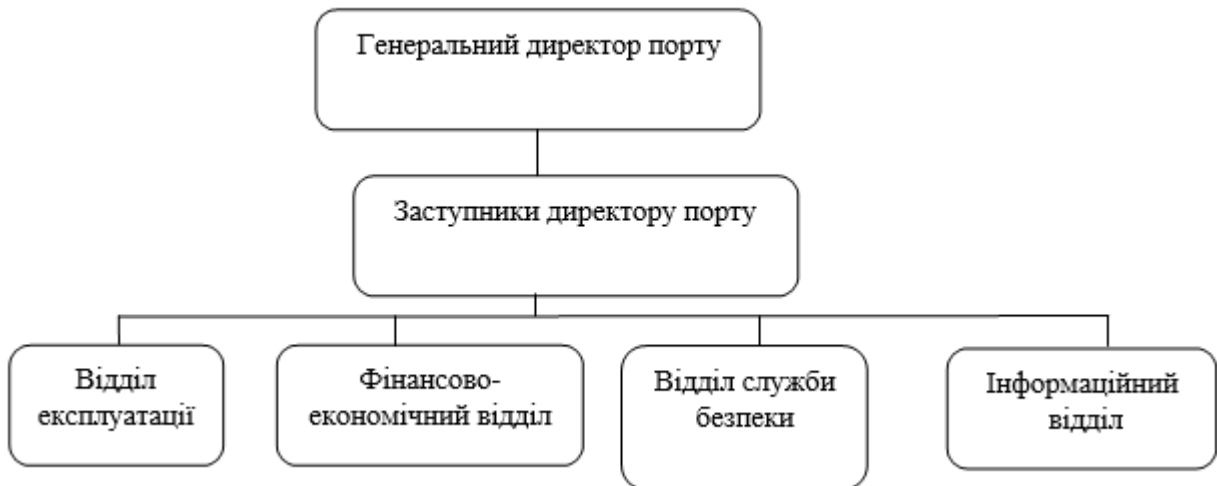 Генеральний директор порту
Заступники директору порту
Відділ
експлуатації
Фінансово-
економічний відділ
Відділ служби
безпеки
Інформаційний
відділ